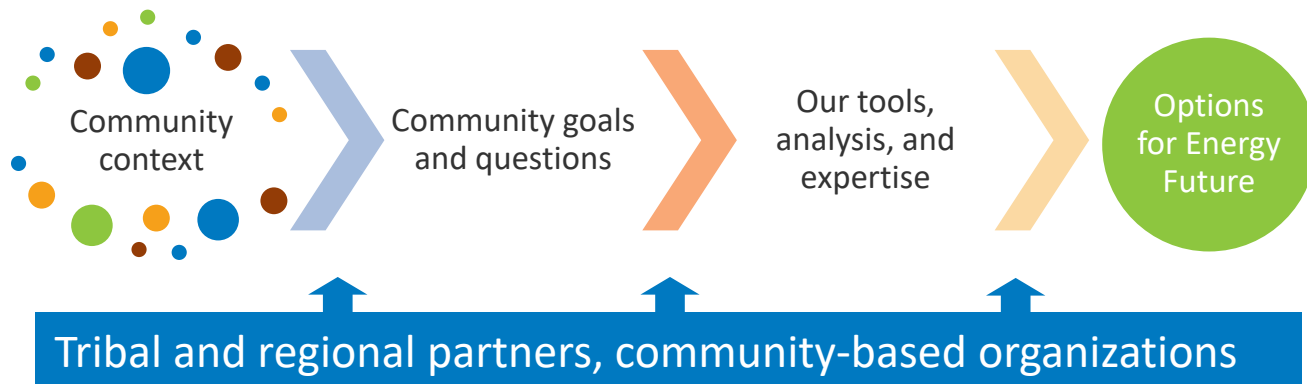 Community
context
Community goals
and questions
Our tools,
analysis, and
expertise
Options
for Energy
Future
Tribal and regional partners, community-based organizations